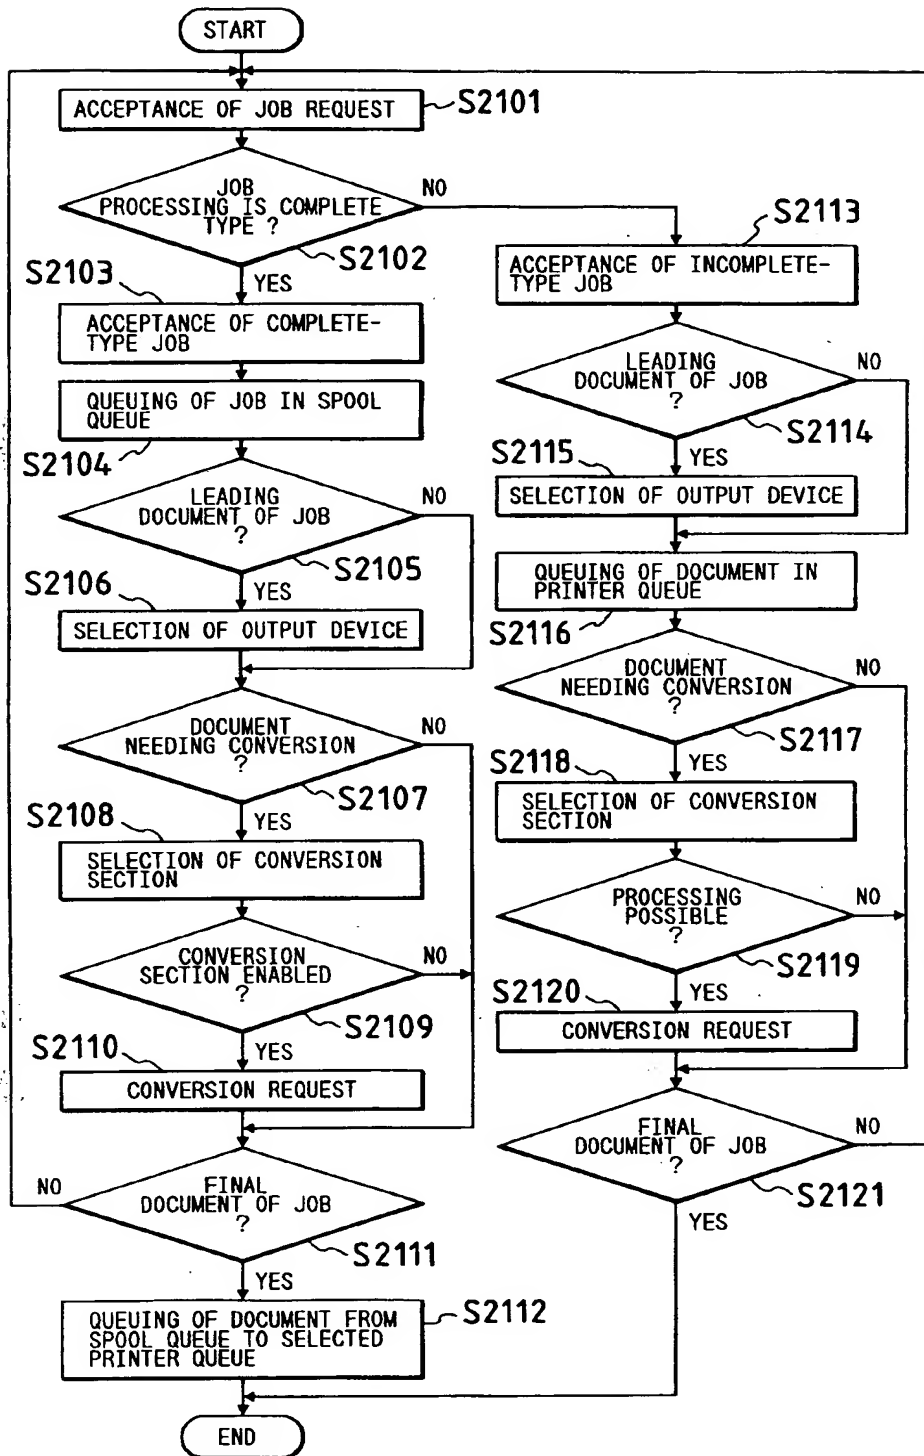 START
ACCEPTANCE OF JOB REQUEST
S2101
JOB
PROCESSING IS COMPLETE
TYPE ?
NO
S2102
YES
S2103
ACCEPTANCE OF COMPLETE-
TYPE JOB
QUEUING OF JOB IN SPOOL
QUEUE
S2104
LEADING
DOCUMENT OF JOB
?
NO
S2105
YES
S2106
SELECTION OF OUTPUT DEVICE
DOCUMENT
NEEDING CONVERSION
?
NO
S2107
YES
S2108
SELECTION OF CONVERSION
SECTION
CONVERSION
SECTION ENABLED
?
NO
S2109
YES
S2110
CONVERSION REQUEST
FINAL
DOCUMENT OF JOB
?
NO
S2111
YES
QUEUING OF DOCUMENT FROM
SPOOL QUEUE TO SELECTED
PRINTER QUEUE
S2112
END
S2113
ACCEPTANCE OF INCOMPLETE-
TYPE JOB
LEADING
DOCUMENT OF JOB
?
NO
S2114
YES
S2115
SELECTION OF OUTPUT DEVICE
QUEUING OF DOCUMENT IN
PRINTER QUEUE
S2116
DOCUMENT
NEEDING CONVERSION
?
NO
S2117
YES
S2118
SELECTION OF CONVERSION
SECTION
PROCESSING
POSSIBLE
?
NO
S2119
YES
S2120
CONVERSION REQUEST
FINAL
DOCUMENT OF JOB
?
NO
S2121
YES